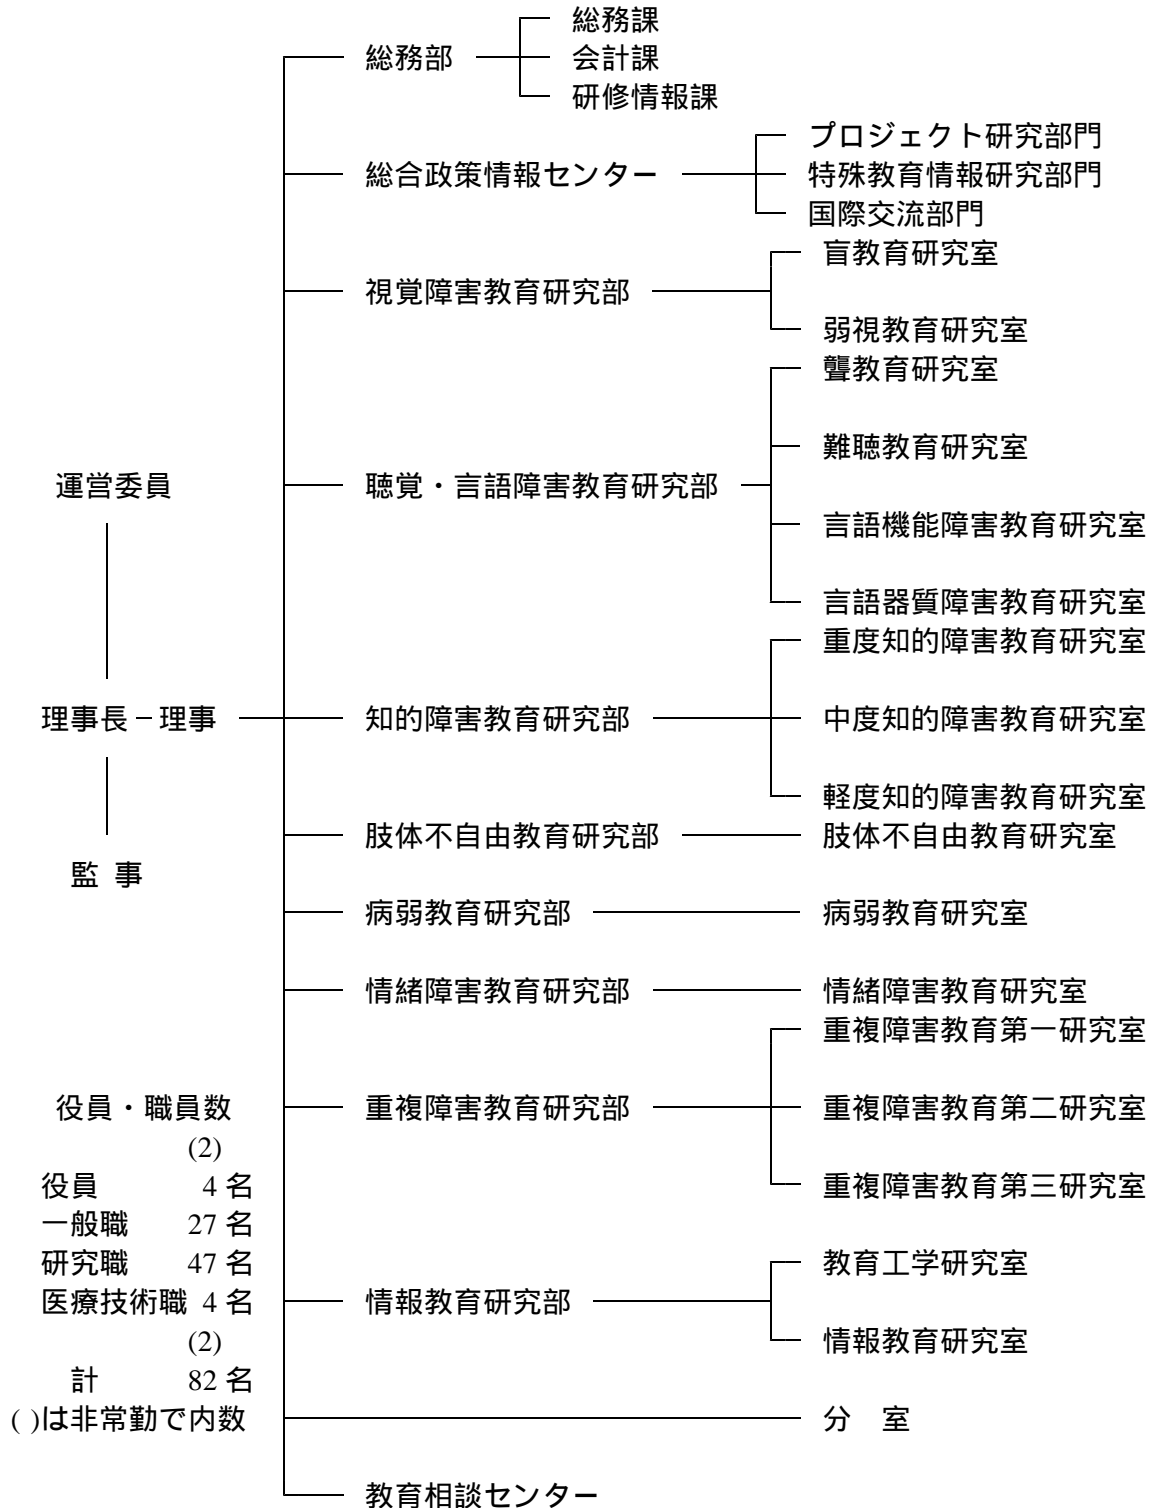 総務課
総務部
会計課
研修情報課
プロジェクト研究部門
総合政策情報センター
特殊教育情報研究部門
国際交流部門
盲教育研究室
視覚障害教育研究部
弱視教育研究室
聾教育研究室
難聴教育研究室
運営委員
聴覚・言語障害教育研究部
言語機能障害教育研究室
言語器質障害教育研究室
重度知的障害教育研究室
理事長－理事
知的障害教育研究部
中度知的障害教育研究室
軽度知的障害教育研究室
肢体不自由教育研究部
肢体不自由教育研究室
監 事
病弱教育研究部
病弱教育研究室
情緒障害教育研究部
情緒障害教育研究室
重複障害教育第一研究室
重複障害教育研究部
重複障害教育第二研究室
重複障害教育第三研究室
役員・職員数
(2)
役員 4 名
一般職 27 名
研究職 47 名
医療技術職 4 名
(2)
計 82 名
( )は非常勤で内数
教育工学研究室
情報教育研究部
情報教育研究室
分 室
教育相談センター